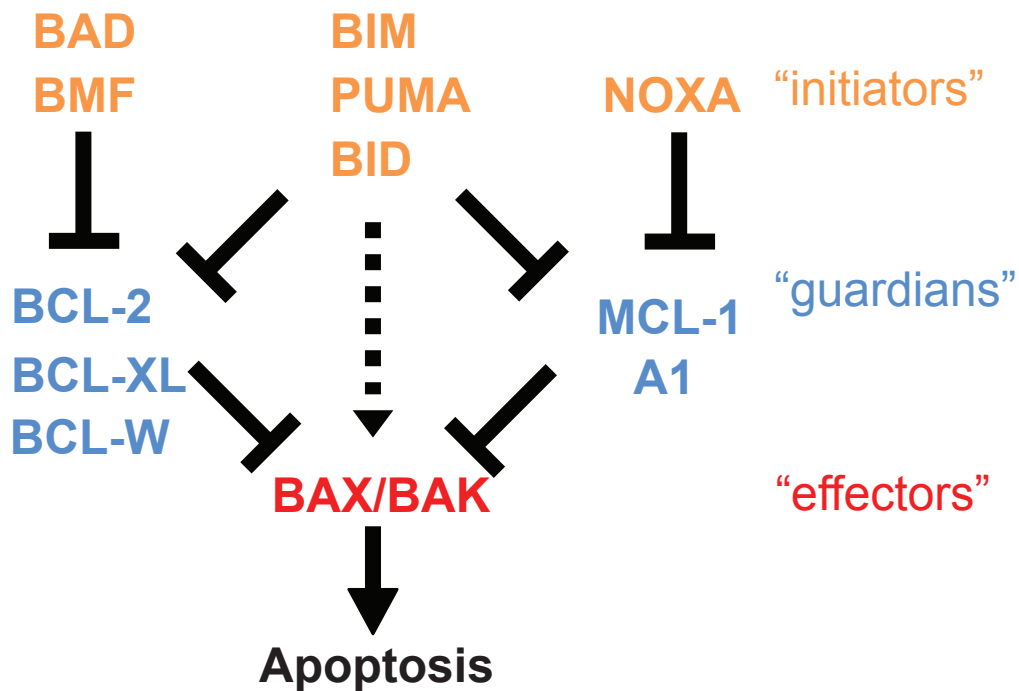 BAD
BMF
BIM
PUMA
BID
NOXA
“initiators”
BCL-2
BCL-XL
BCL-W
MCL-1
A1
“guardians”
BAX/BAK
“effectors”
Apoptosis